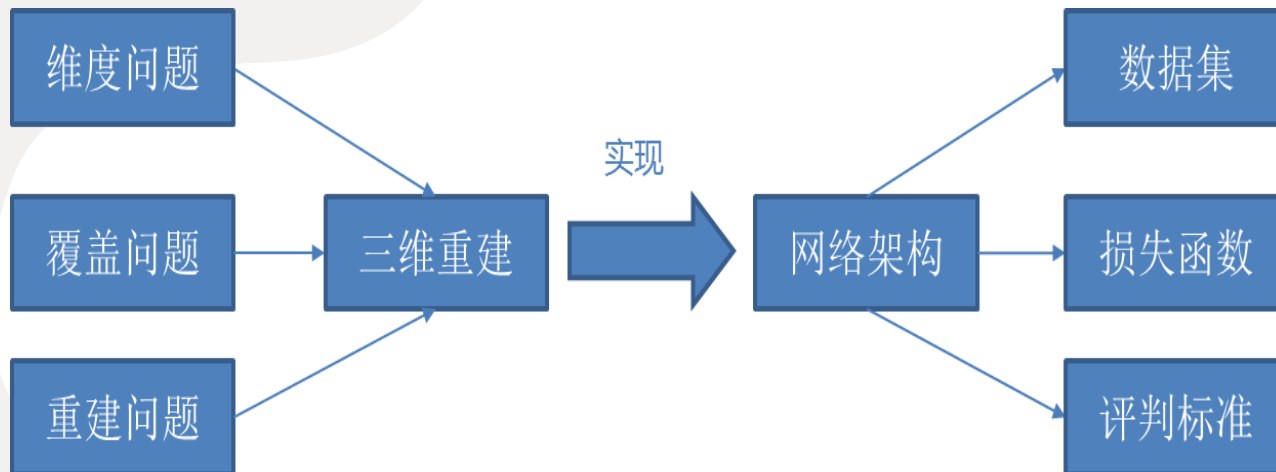 维度问题
数据集
实现
覆盖问题
三维重建
网络架构
损失函数
重建问题
评判标准